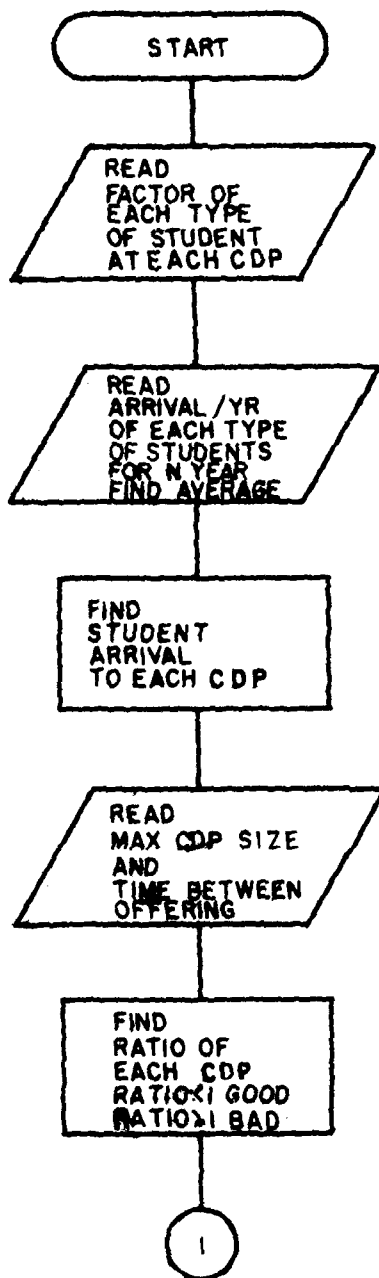 START
READ
FACTOR OF
EACH TYPE
OF STUDENT
AT EACH CDP
READ
ARRIVAL/YR
OF EACH TYPE
OF STUDENTS
FOR N YEAR
FIND AVERAGE
FIND
STUDENT
ARRIVAL
TO EACH CDP
READ
MAX CDP SIZE
AND
TIME BETWEEN
OFFERING
FIND
RATIO OF
EACH CDP
RATIO<1 GOOD
RATIO>1 BAD
1